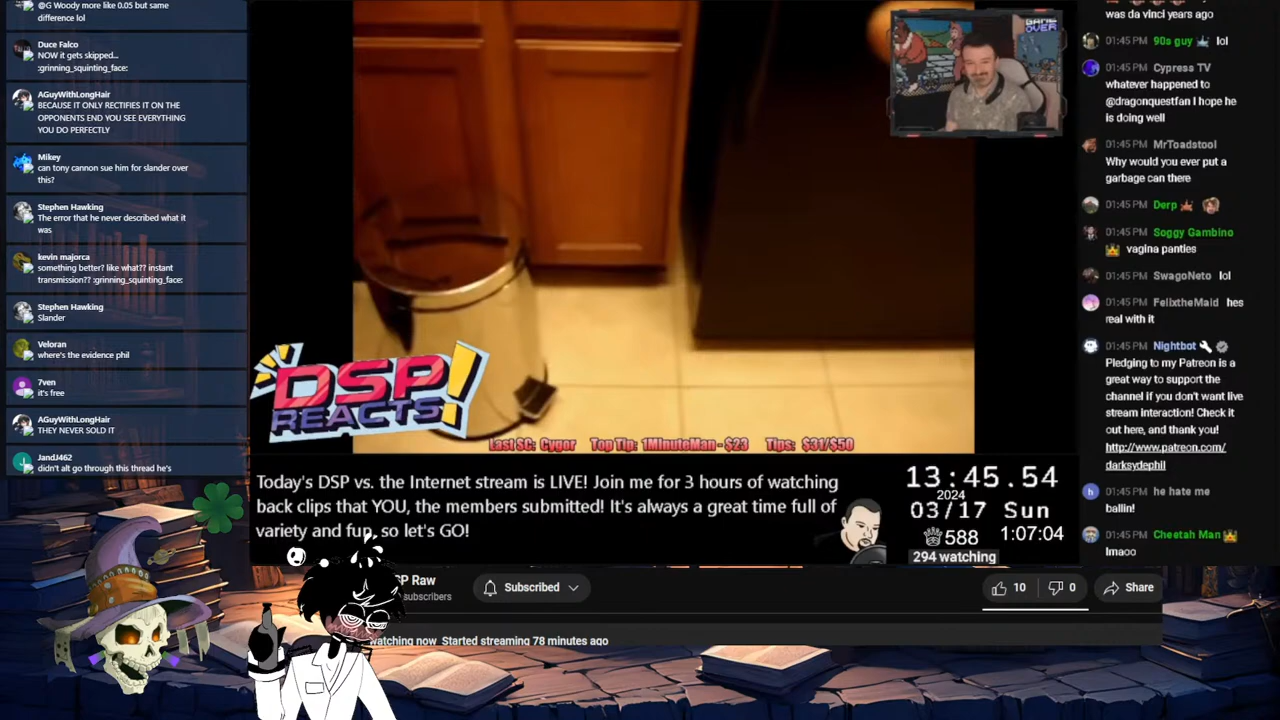 @G Woody more like 0.05 but same
difference lol
Duce Falco
NOW it gets skipped...
:grinning_squinting_face:
AGuyWithLongHair
BECAUSE IT ONLY RECTIFIES IT ON THE
OPPONENTS END YOU SEE EVERYTHING
YOU DO PERFECTLY
Mikey
can tony cannon sue him for slander over
this?
Stephen Hawking
The error that he never described what it
was
kevin majorca
something better? like what?? instant
transmission?? :grinning_squinting_face:
Stephen Hawking
Slander
Veloran
where's the evidence phil
7ven
it's free
AGuyWithLongHair
THEY NEVER SOLD IT
JandJ462
didn't alt go through this thread he's
GAME
OVER
DSP
REACTS!
Last SC: Cygor Top Tip: 1MinuteMan - $23 Tips: $31/$50
Today's DSP vs. the Internet stream is LIVE! Join me for 3 hours of watching
back clips that YOU, the members submitted! It's always a great time full of
variety and fun, so let's GO!
13:45.54
2024
03/17 Sun
588
1:07:04
294 watching
SP Raw
subscribers
Subscribed
10
0
Share
watching now Started streaming 78 minutes ago
was da vinci years ago
01:45 PM 90s guy lol
01:45 PM Cypress TV
whatever happened to
@dragonquestfan I hope he
is doing well
01:45 PM MrToadstool
Why would you ever put a
garbage can there
01:45 PM Derp
01:45 PM Soggy Gambino
vagina panties
01:45 PM SwagoNeto lol
01:45 PM FelixtheMaid hes
real with it
01:45 PM Nightbot
Pledging to my Patreon is a
great way to support the
channel if you don't want live
stream interaction! Check it
out here, and thank you!
http://www.patreon.com/
darksydephil
01:45 PM he hate me
ballin!
01:45 PM Cheetah Man
lmaoo